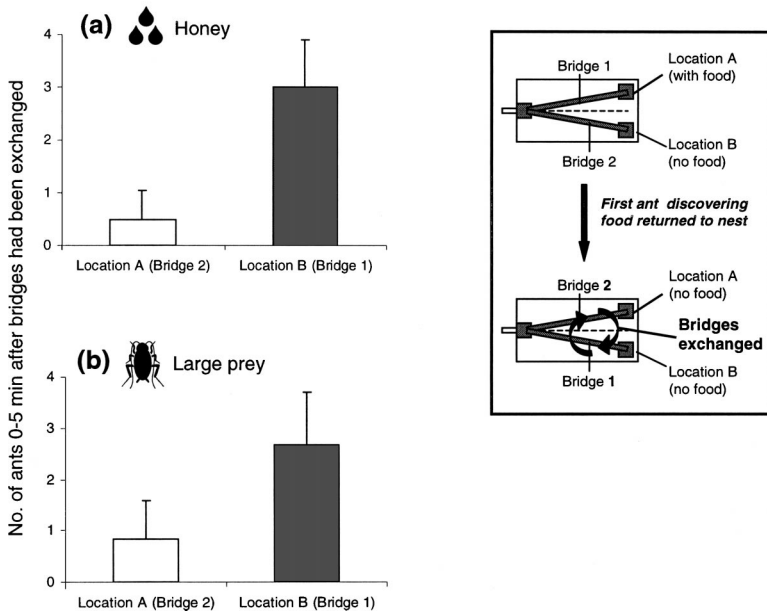 No. of ants 0-5 min after bridges had been exchanged
(a) Honey
4
3
2
1
0
Location A (Bridge 2) Location B (Bridge 1)
(b) Large prey
4
3
2
1
0
Location A (Bridge 2) Location B (Bridge 1)
Bridge 1
Location A
(with food)
Location B
(no food)
Bridge 2
First ant discovering
food returned to nest
Bridge 2
Location A
(no food)
Bridges
exchanged
Location B
(no food)
Bridge 1